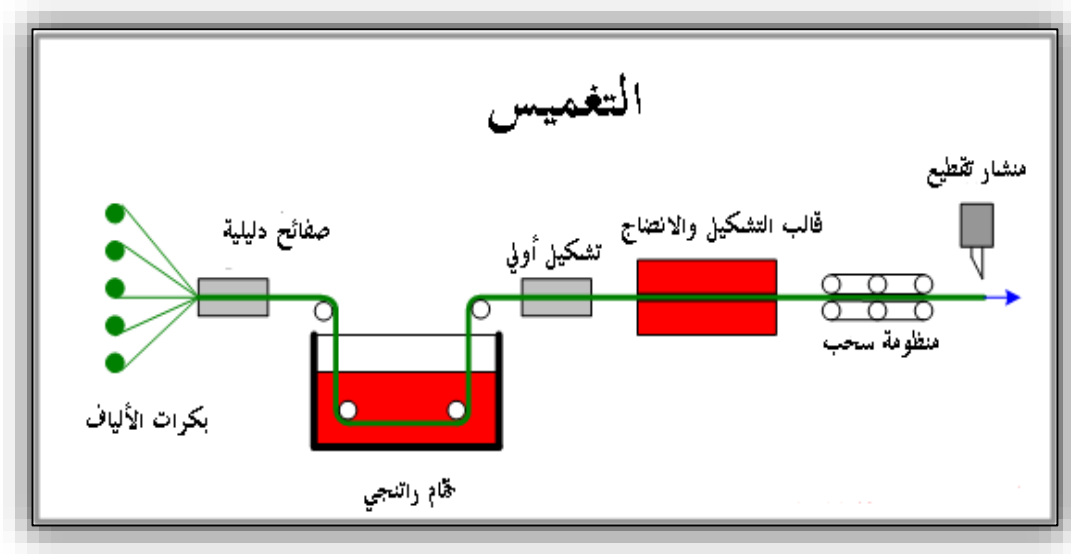 التغميس
منشار تقطيع
قالب التشكيل والانضاج
صفائح دليلية
تشكيل أولي
منظومة سحب
بكرات الألياف
حمام راتنجي